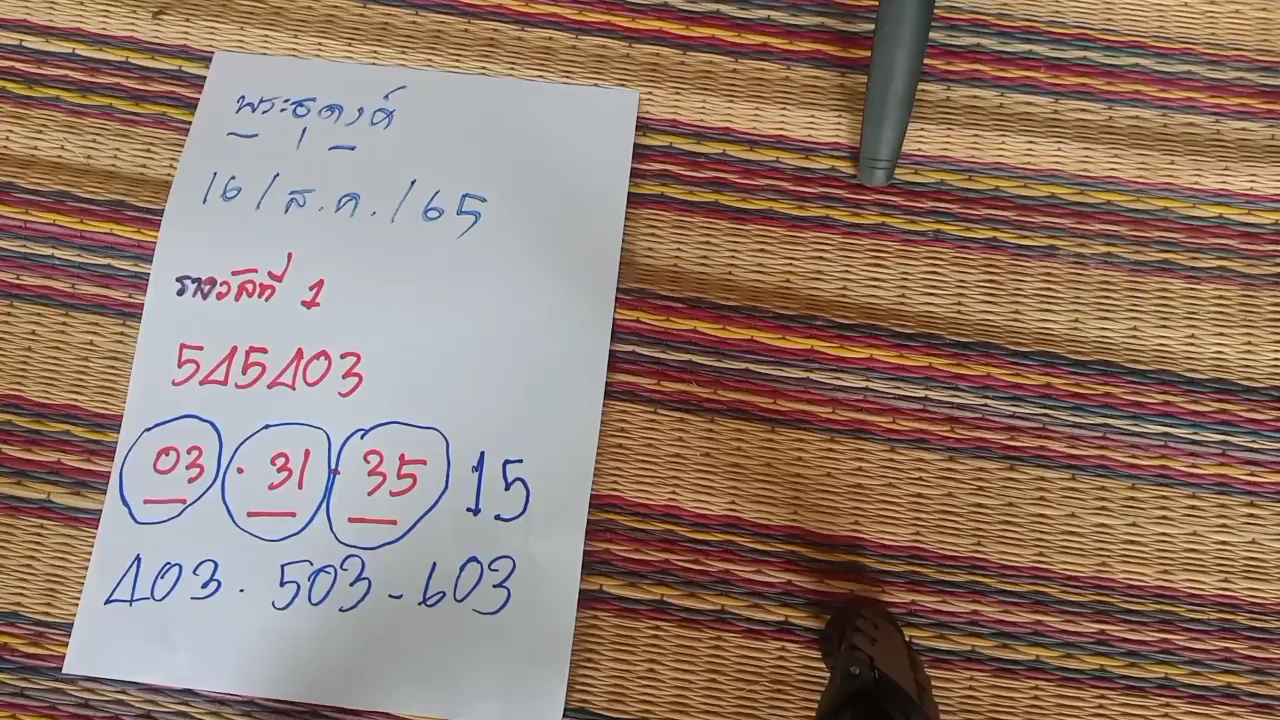 พระธุดงค์
16/ส.ค./65
รางวัลที่ 1
545403
03. 31. 35 15
403. 503-603